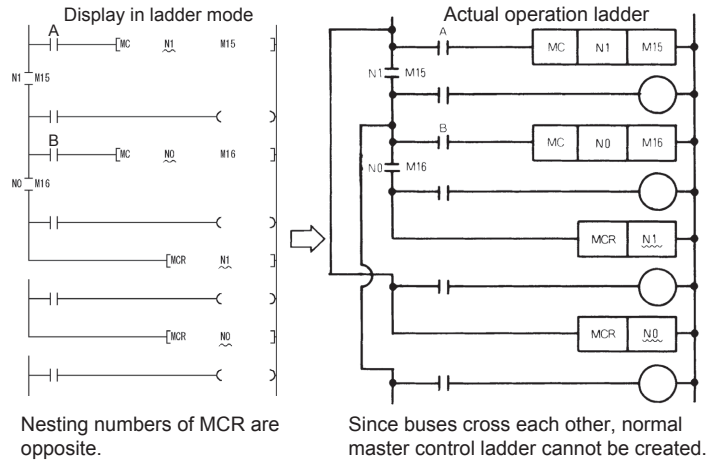 Display in ladder mode
A
MC N1 M15
N1 M15
B
MC N0 M16
N0 M16
MCR N1
MCR N0
Nesting numbers of MCR are
opposite.
Actual operation ladder
A
MC N1 M15
N1 M15
B
MC N0 M16
N0 M16
MCR N1
MCR N0
Since buses cross each other, normal
master control ladder cannot be created.